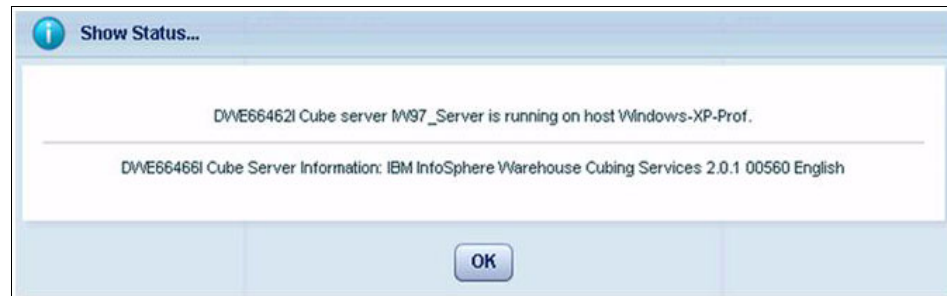 Show Status...
DWE66462I Cube server IW97_Server is running on host Windows-XP-Prof.
DWE66466I Cube Server Information: IBM InfoSphere Warehouse Cubing Services 2.0.1 00560 English
OK